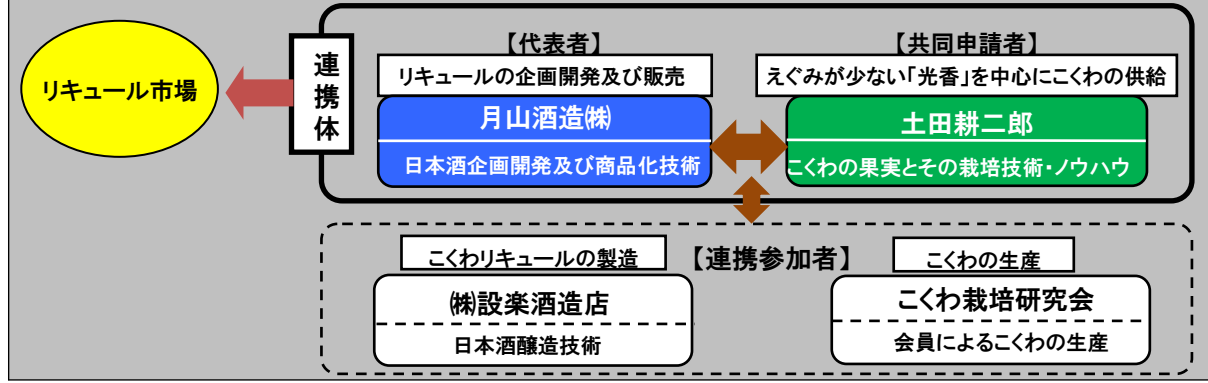 リキュール市場
連携体
【代表者】
リキュールの企画開発及び販売
月山酒造㈱
日本酒企画開発及び商品化技術
【共同申請者】
えぐみが少ない「光香」を中心にこくわの供給
土田耕二郎
こくわの果実とその栽培技術・ノウハウ
【連携参加者】
こくわリキュールの製造
㈱設楽酒造店
日本酒醸造技術
こくわの生産
こくわ栽培研究会
会員によるこくわの生産